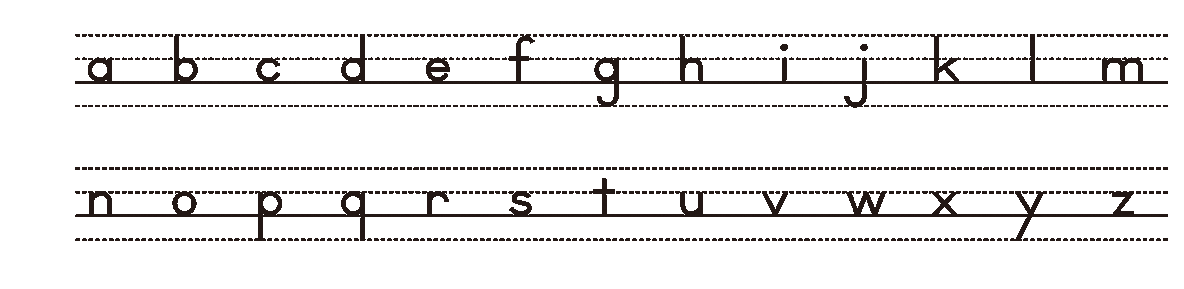 a b c d e f g h i j k l m
n o p q r s t u v w x y z